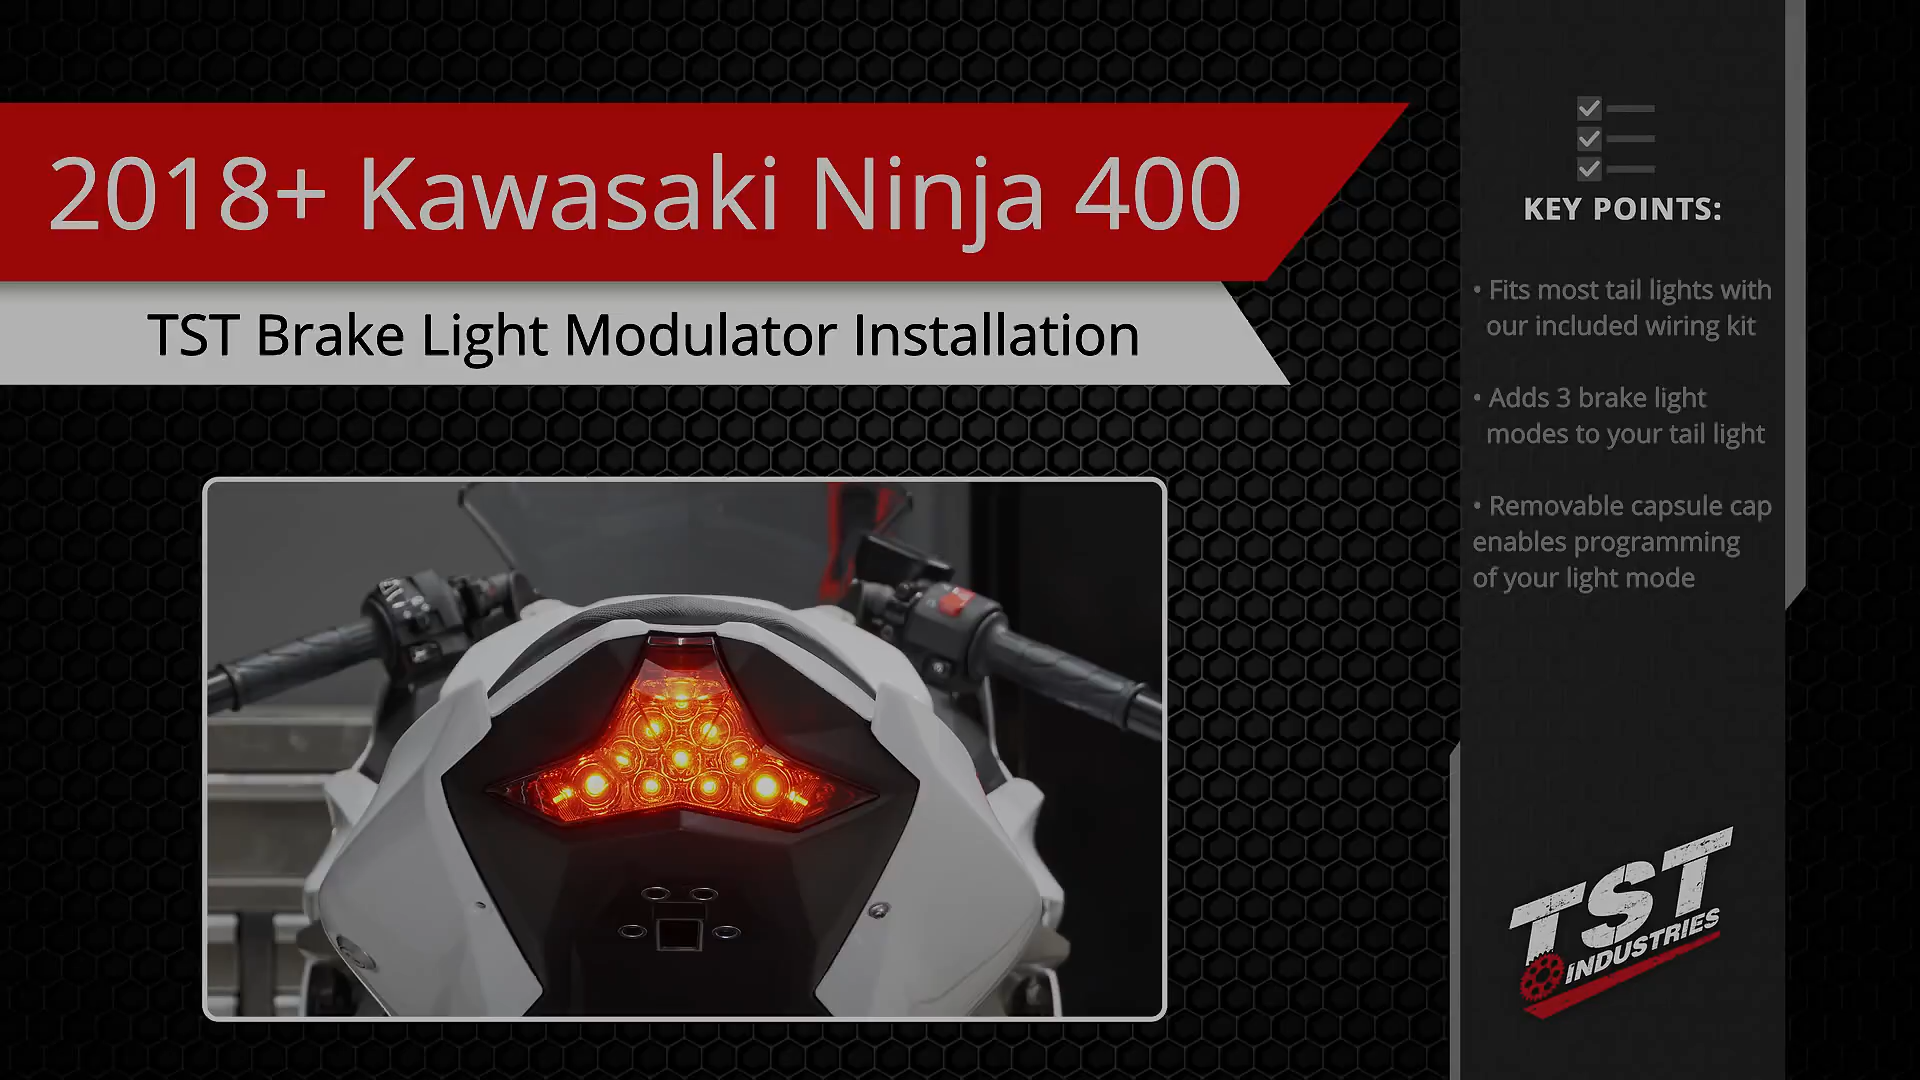 2018+ Kawasaki Ninja 400
TST Brake Light Modulator Installation
KEY POINTS:
• Fits most tail lights with
our included wiring kit
• Adds 3 brake light
modes to your tail light
• Removable capsule cap
enables programming
of your light mode
TST
INDUSTRIES